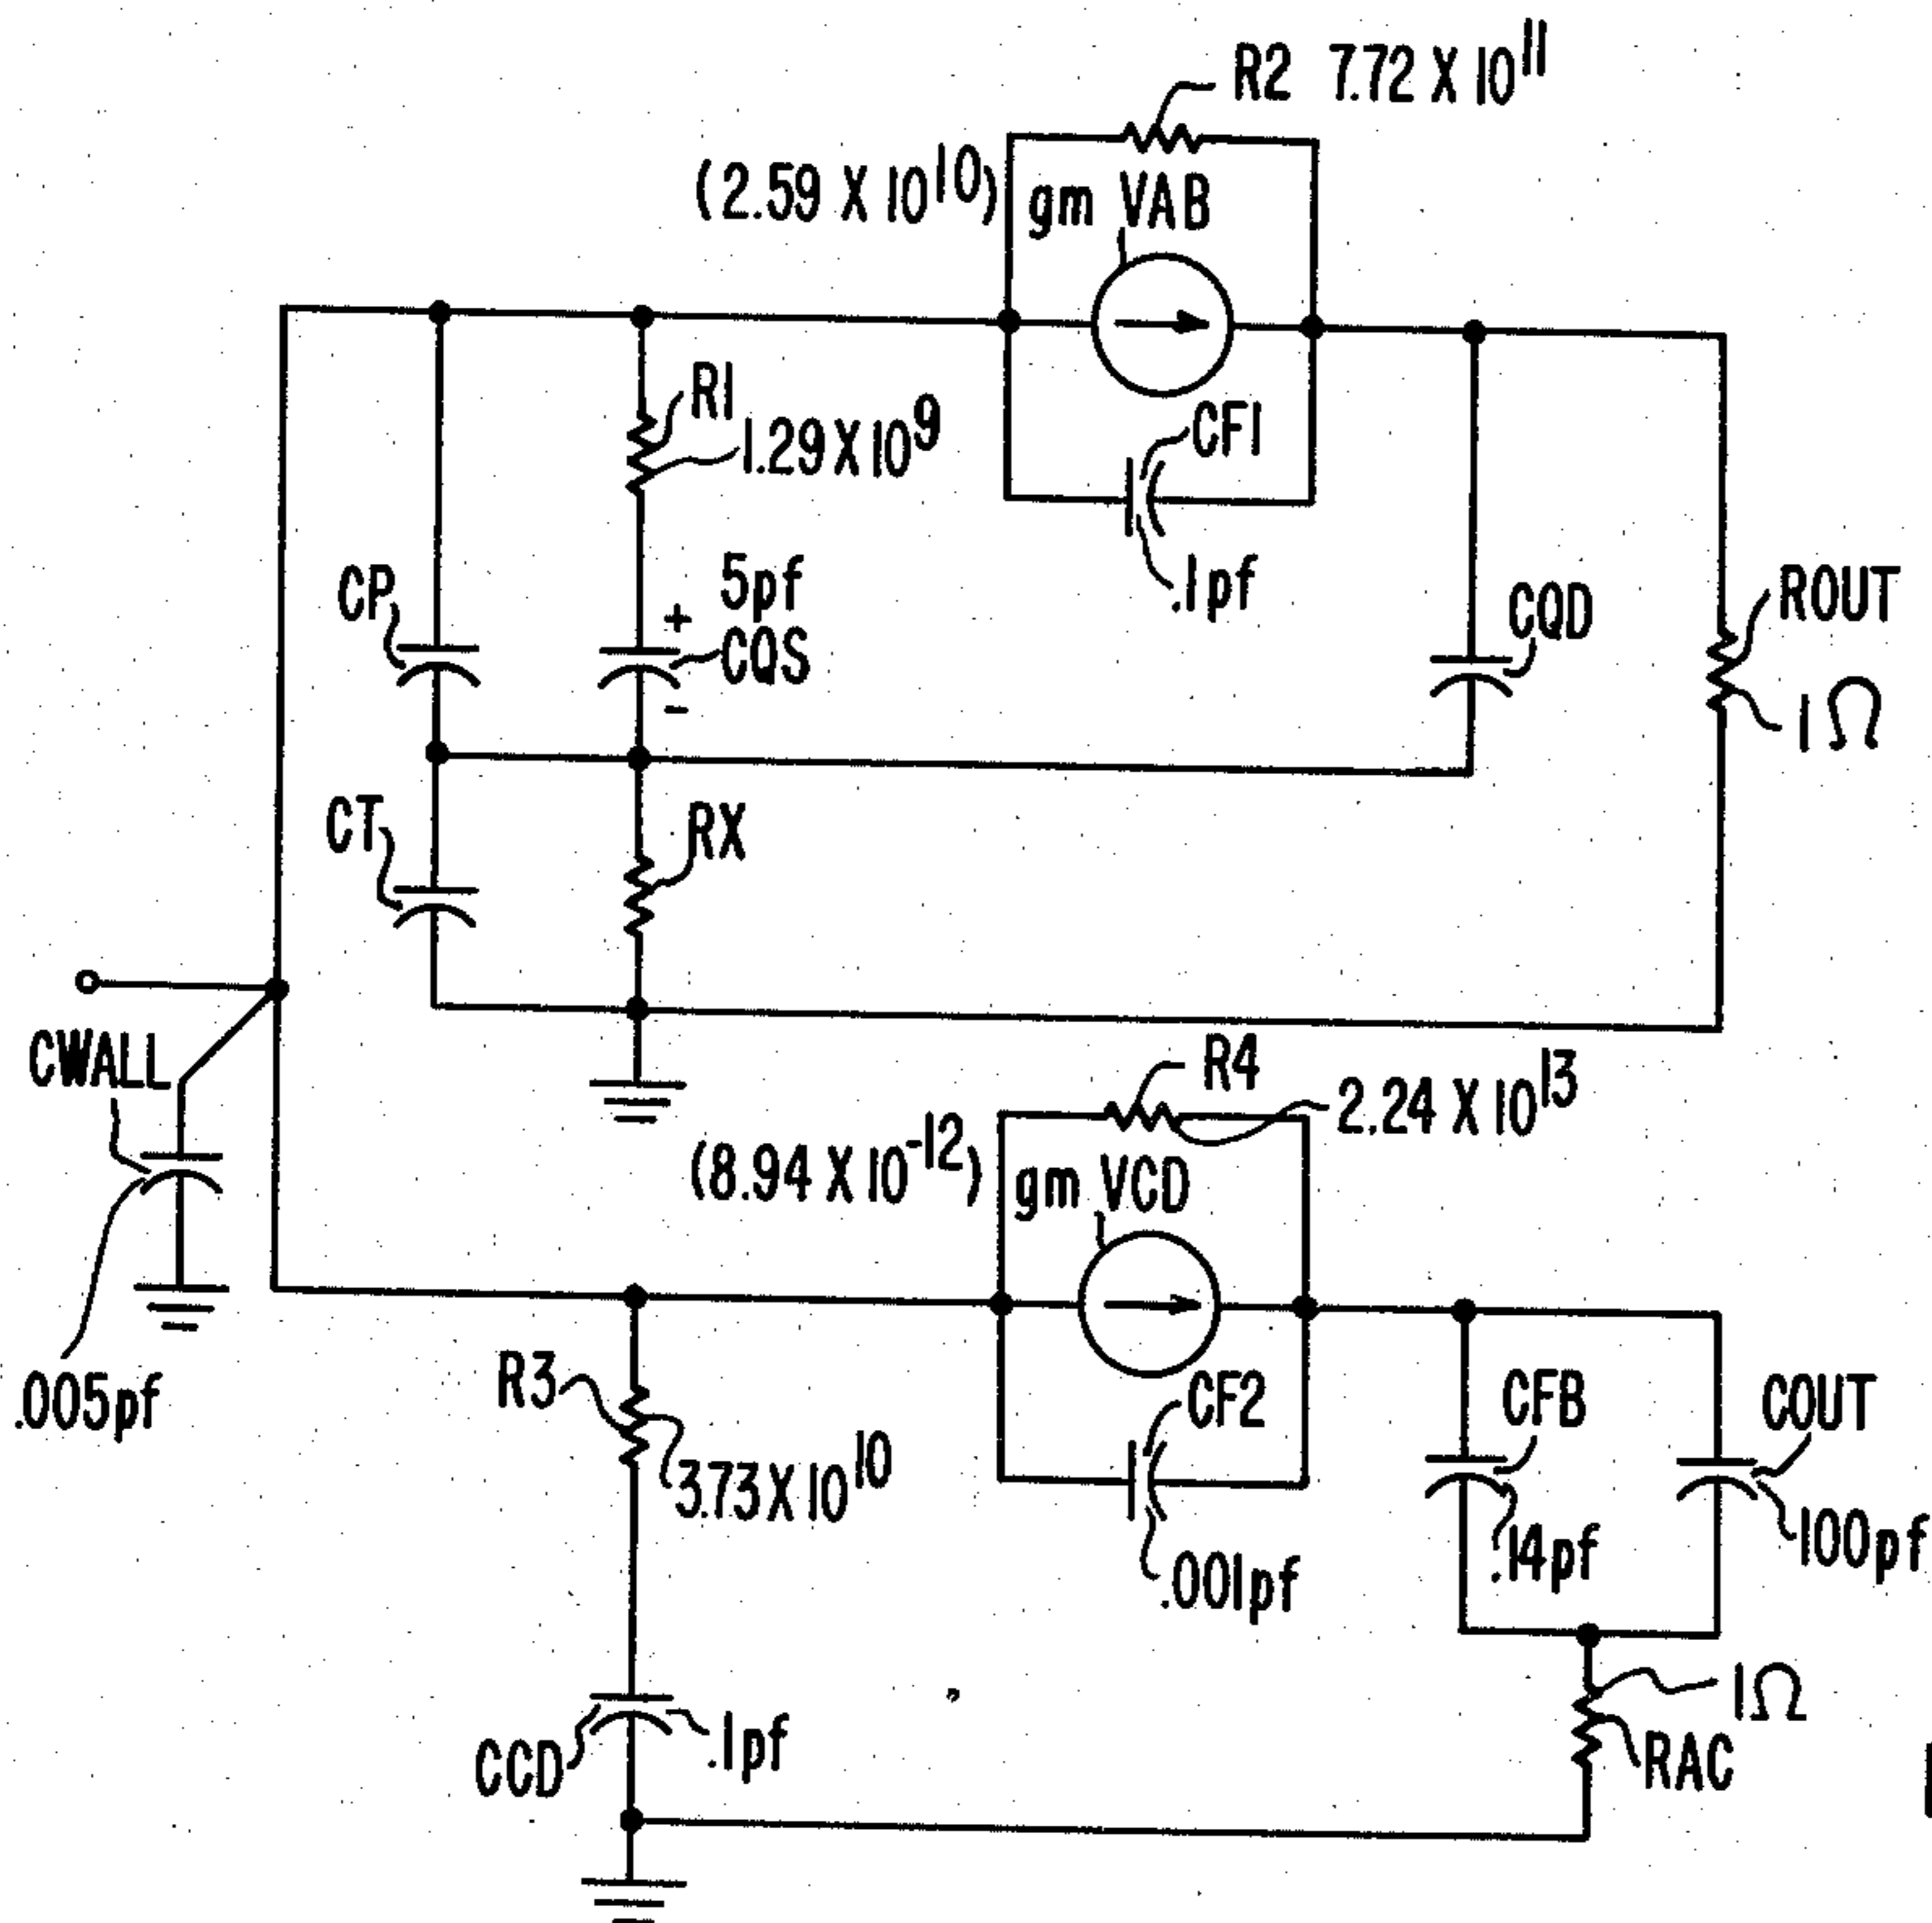 R2 7.72 X 10^11
(2.59 X 10^10) gm VAB
R1
1.29 X 10^9
CF1
.1pf
CP
+
5pf
CQS
-
CQD
ROUT
1Ω
CT
RX
CWALL
.005pf
R4
2.24 X 10^13
(8.94 X 10^-12) gm VCD
R3
3.73 X 10^10
CF2
.001pf
CFB
.14pf
COUT
100pf
1Ω
RAC
CCD
.1pf